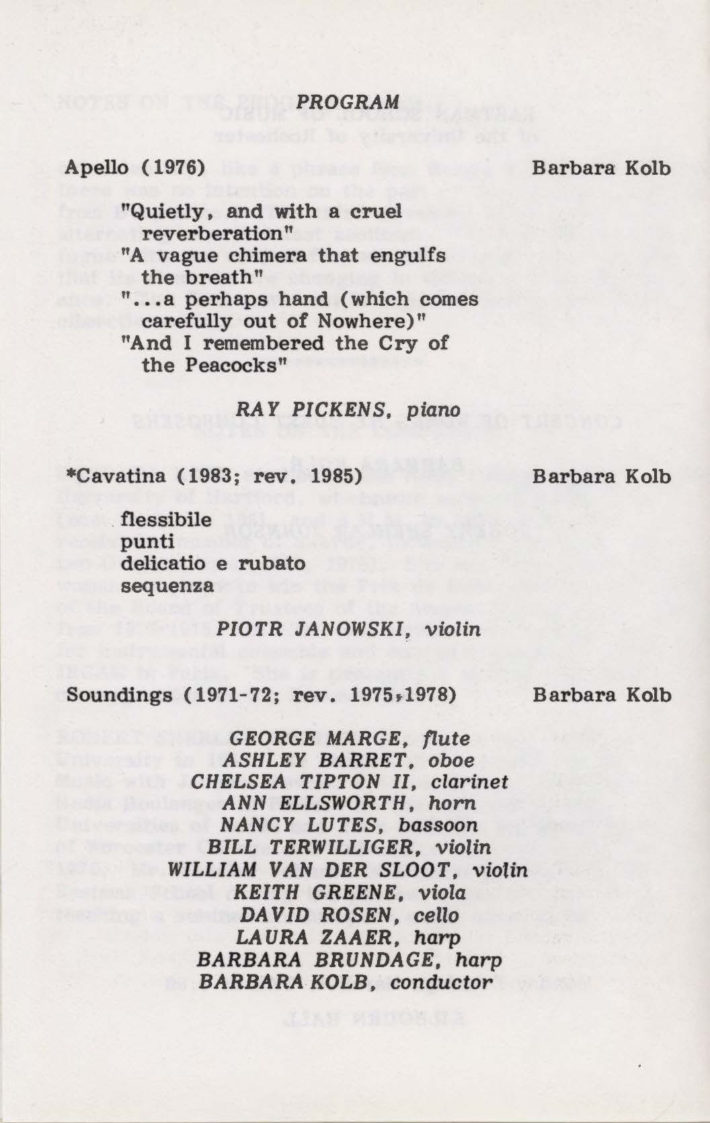 PROGRAM
Apello (1976) Barbara Kolb
"Quietly, and with a cruel
reverberation"
"A vague chimera that engulfs
the breath"
"...a perhaps hand (which comes
carefully out of Nowhere)"
"And I remembered the Cry of
the Peacocks"
RAY PICKENS, piano
*Cavatina (1983; rev. 1985) Barbara Kolb
flessibile
punti
delicatio e rubato
sequenza
PIOTR JANOWSKI, violin
Soundings (1971-72; rev. 1975,1978) Barbara Kolb
GEORGE MARGE, flute
ASHLEY BARRET, oboe
CHELSEA TIPTON II, clarinet
ANN ELLSWORTH, horn
NANCY LUTES, bassoon
BILL TERWILLIGER, violin
WILLIAM VAN DER SLOOT, violin
KEITH GREENE, viola
DAVID ROSEN, cello
LAURA ZAAER, harp
BARBARA BRUNDAGE, harp
BARBARA KOLB, conductor